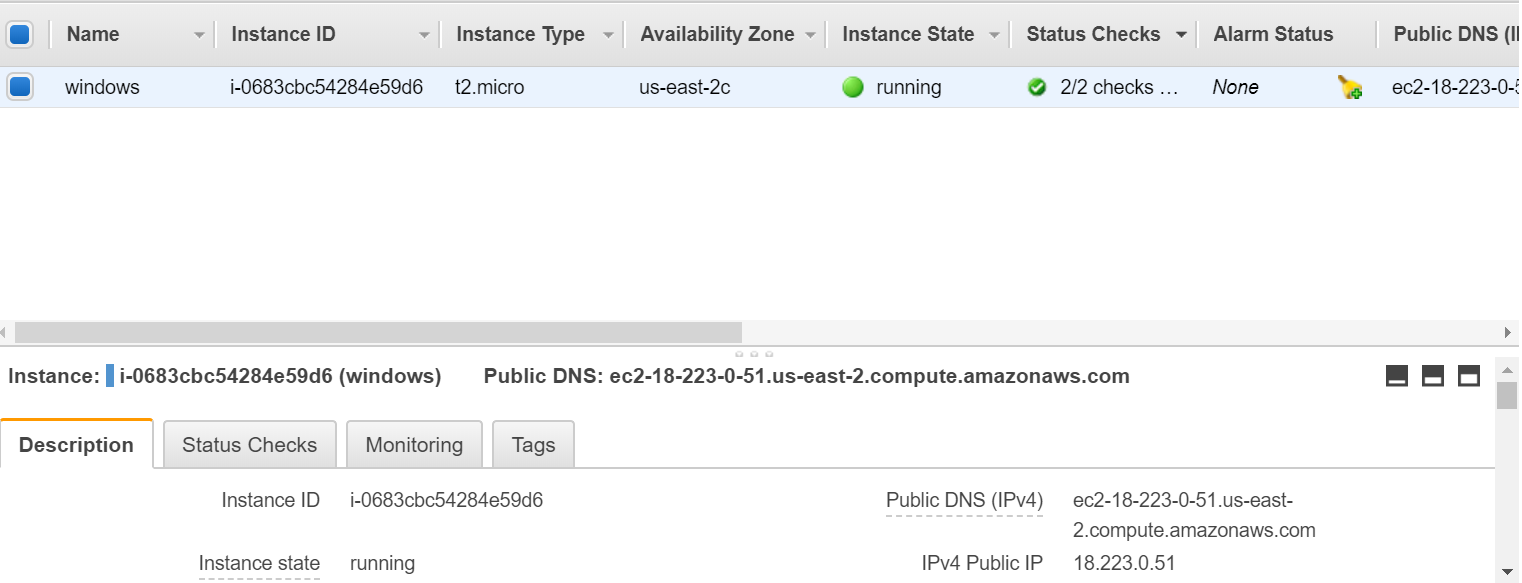 Name Instance ID Instance Type Availability Zone Instance State Status Checks Alarm Status Public DNS (
windows i-0683cbc54284e59d6 t2.micro us-east-2c running 2/2 checks ... None ec2-18-223-0-
Instance: i-0683cbc54284e59d6 (windows) Public DNS: ec2-18-223-0-51.us-east-2.compute.amazonaws.com
Description Status Checks Monitoring Tags
Instance ID i-0683cbc54284e59d6 Public DNS (IPv4) ec2-18-223-0-51.us-east-
2.compute.amazonaws.com
Instance state running IPv4 Public IP 18.223.0.51